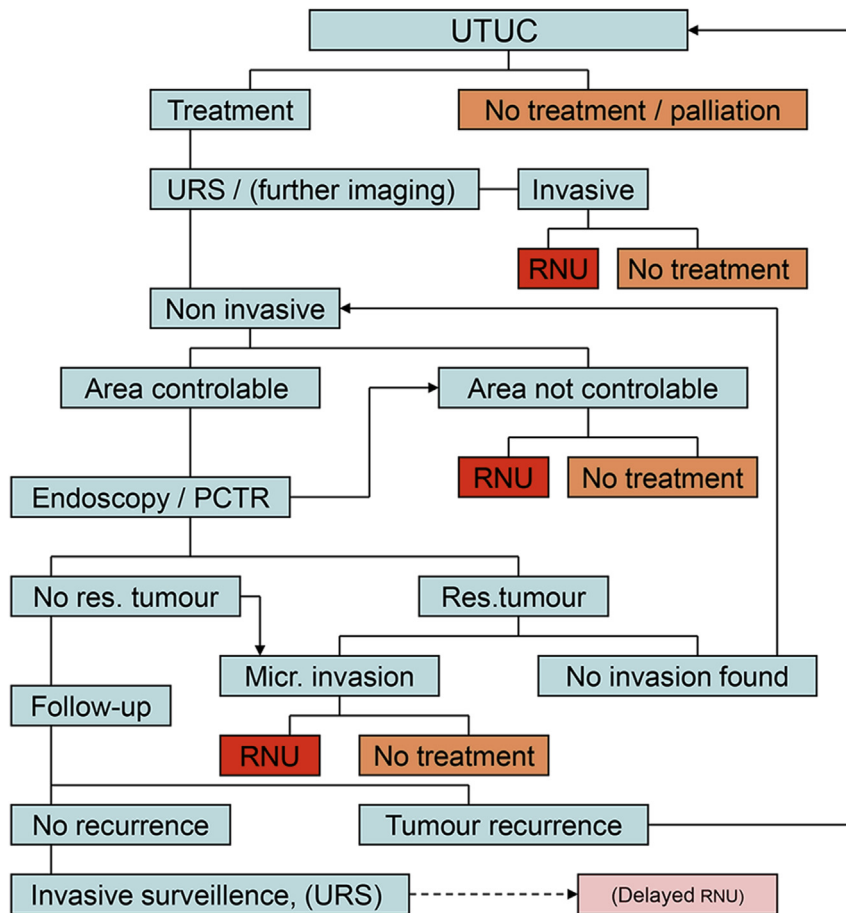 UTUC
Treatment
No treatment / palliation
URS / (further imaging)
Invasive
RNU
No treatment
Non invasive
Area controlable
Area not controlable
RNU
No treatment
Endoscopy / PCTR
No res. tumour
Res.tumour
Micr. invasion
No invasion found
Follow-up
RNU
No treatment
No recurrence
Tumour recurrence
Invasive surveillence, (URS)
(Delayed RNU)